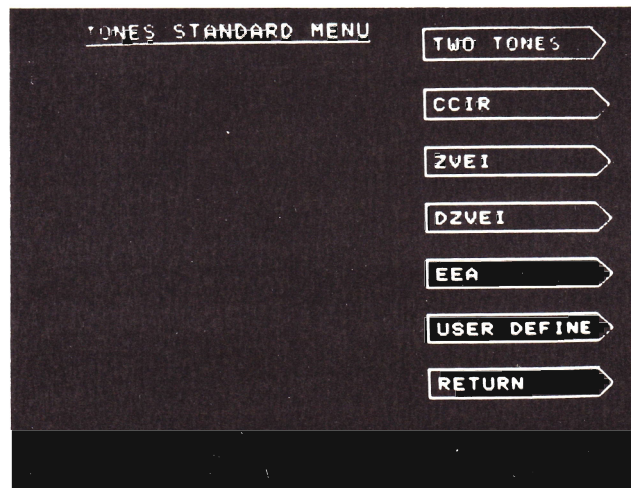 TONES STANDARD MENU
TWO TONES
CCIR
ZVEI
DZVEI
EEA
USER DEFINE
RETURN